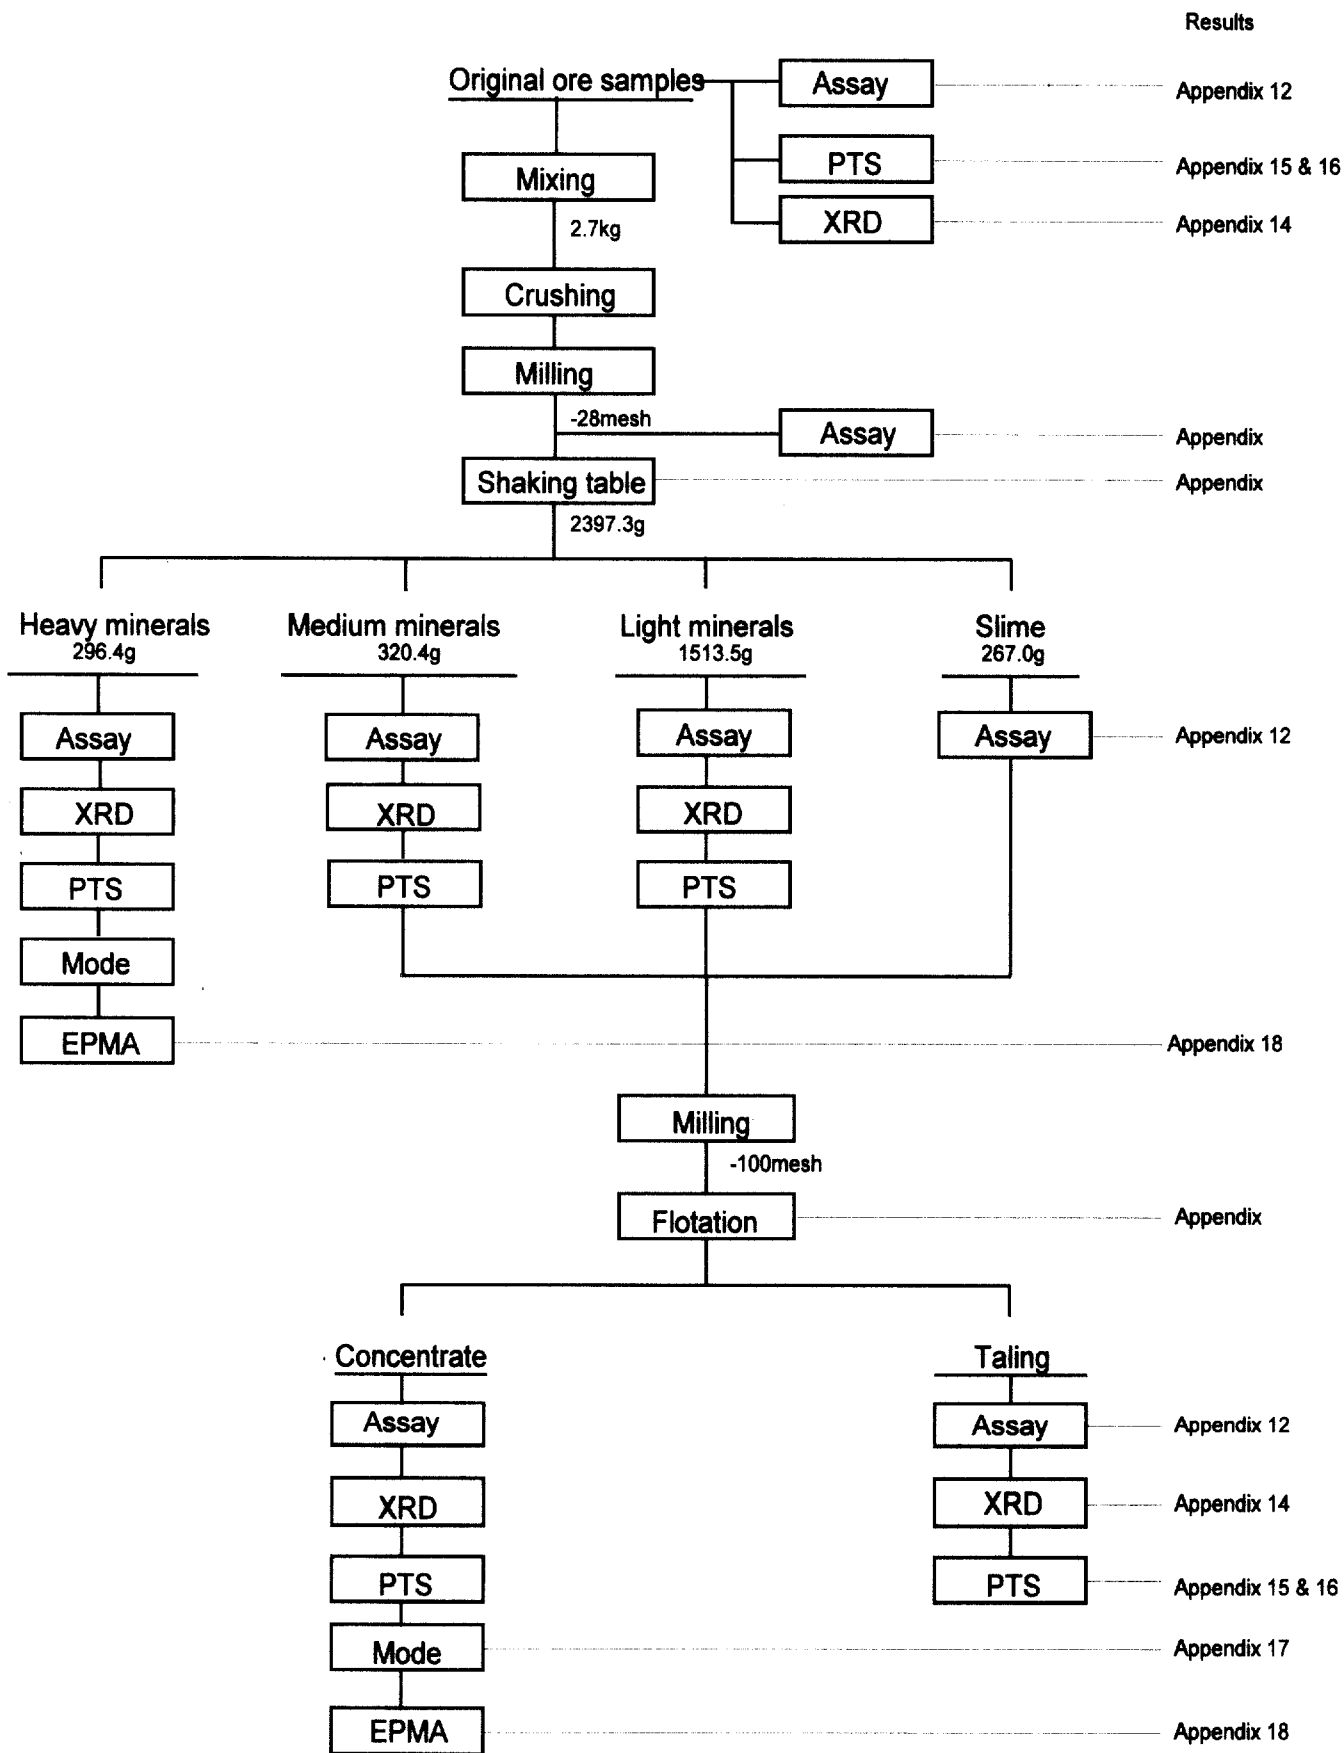 Results
Original ore samples
Assay
Appendix 12
PTS
Appendix 15 & 16
Mixing
XRD
Appendix 14
2.7kg
Crushing
Milling
-28mesh
Assay
Appendix
Shaking table
Appendix
2397.3g
Heavy minerals
296.4g
Medium minerals
320.4g
Light minerals
1513.5g
Slime
267.0g
Assay
Assay
Assay
Assay
Appendix 12
XRD
XRD
XRD
PTS
PTS
PTS
Mode
EPMA
Appendix 18
Milling
-100mesh
Flotation
Appendix
Concentrate
Taling
Assay
Assay
Appendix 12
XRD
XRD
Appendix 14
PTS
PTS
Appendix 15 & 16
Mode
Appendix 17
EPMA
Appendix 18